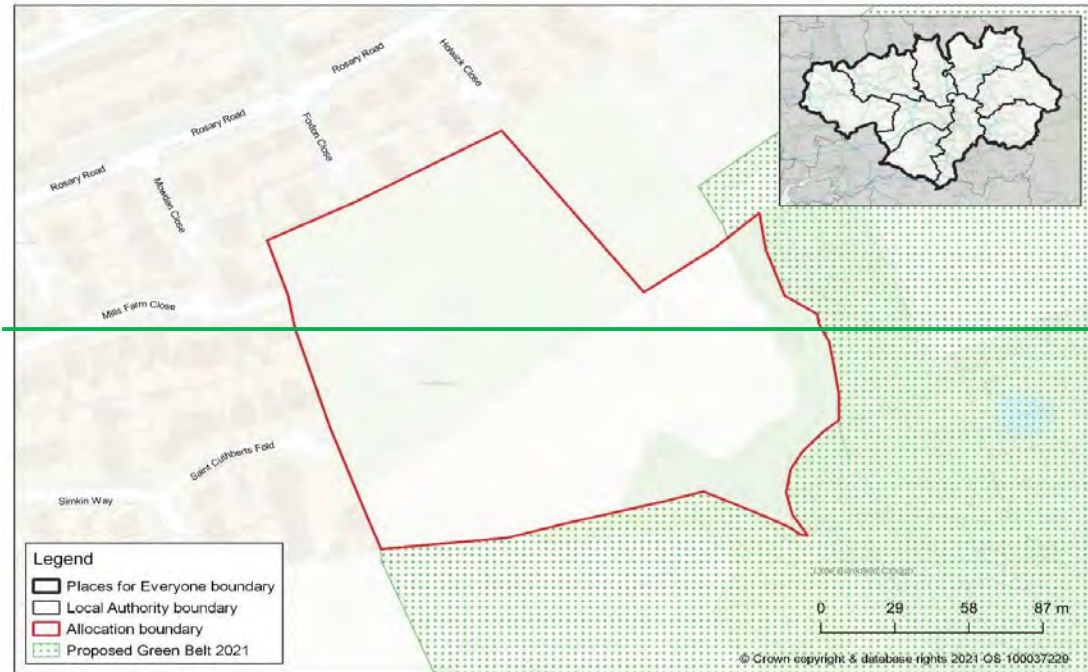 Rosary Road
Holwick Close
Rosary Road
Foxton Close
Rosary Road
Mowden Close
Mills Farm Close
Saint Cuthberts Fold
Simkin Way
Legend
Places for Everyone boundary
Local Authority boundary
Allocation boundary
Proposed Green Belt 2021
0 29 58 87 m
© Crown copyright & database rights 2021 OS 100037229